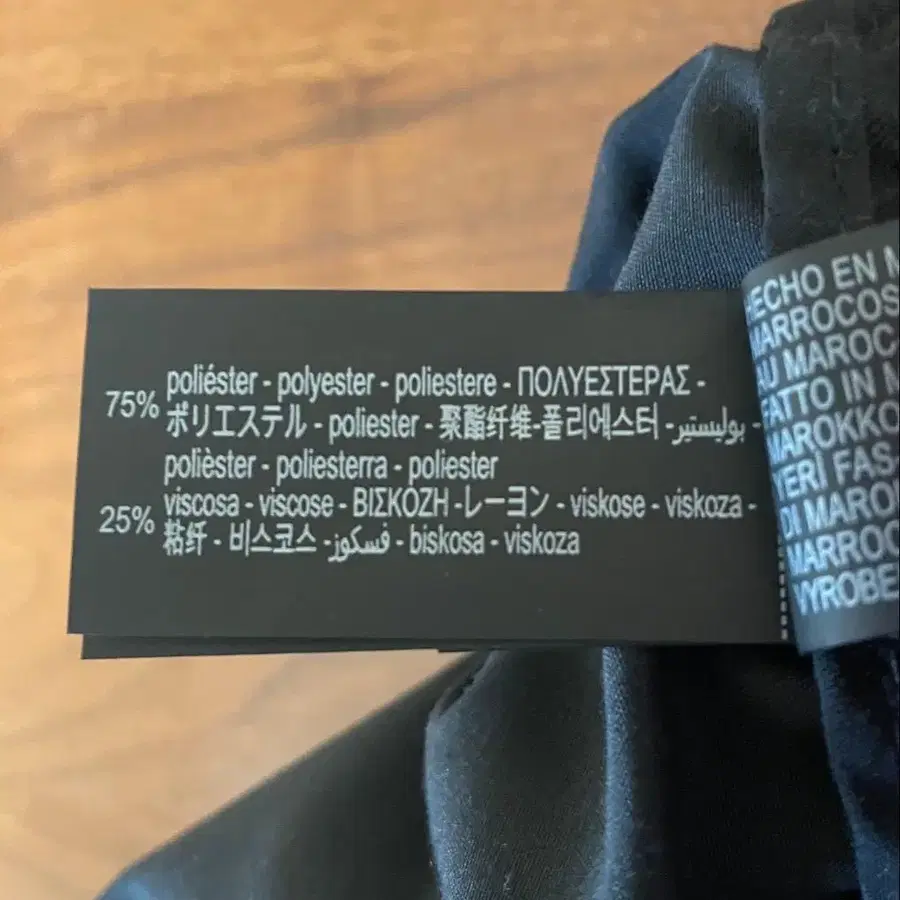 75%
poliéster - polyester - poliestere - ΠΟΛΥΕΣΤΕΡΑΣ -
ポリエステル - poliester - 聚酯纤维-폴리에스터 -بوليستير -
polièster - poliesterra - poliester
25%
viscosa - viscose - ΒΙΣΚΟΖΗ -レーヨン - viskose - viskoza -
粘纤 - 비스코스 -فسكوز - biskosa - viskoza
HECHO EN
MARROCOS
AU MAROC
FATTO IN
MAROKKO
YERİ FAS
DI
MARROC